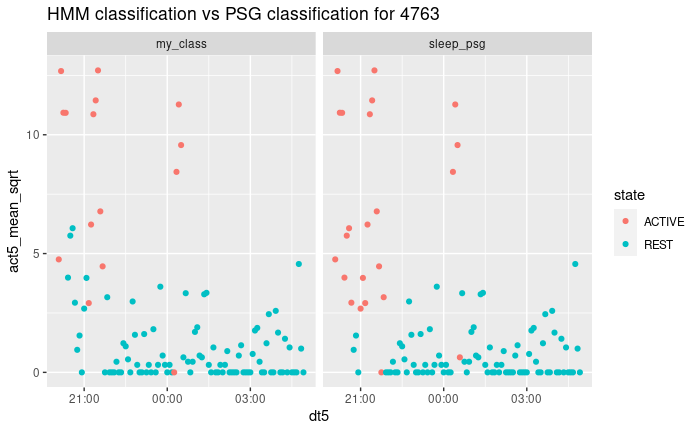 HMM classification vs PSG classification for 4763
my_class
sleep_psg
10
5
0
act5_mean_sqrt
21:00
00:00
03:00
21:00
00:00
03:00
dt5
state
ACTIVE
REST